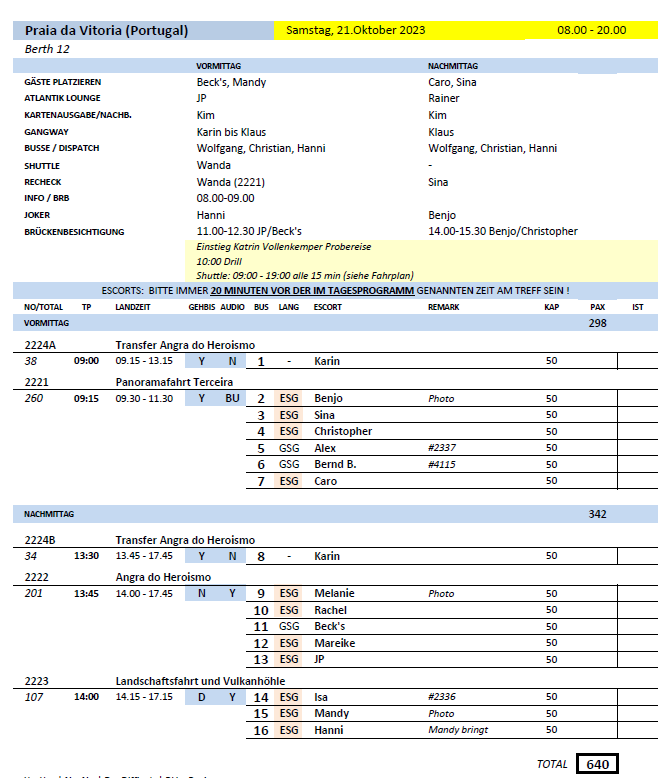 Praia da Vitoria (Portugal) Samstag, 21.Oktober 2023 08.00 - 20.00
Berth 12
VORMITTAG NACHMITTAG
GÄSTE PLATZIEREN Beck's, Mandy Caro, Sina
ATLANTIK LOUNGE JP Rainer
KARTENAUSGABE/NACHB. Kim Kim
GANGWAY Karin bis Klaus Klaus
BUSSE / DISPATCH Wolfgang, Christian, Hanni Wolfgang, Christian, Hanni
SHUTTLE Wanda -
RECHECK Wanda (2221) Sina
INFO / BRB 08.00-09.00
JOKER Hanni Benjo
BRÜCKENBESICHTIGUNG 11.00-12.30 JP/Beck's 14.00-15.30 Benjo/Christopher
Einstieg Katrin Vollenkemper Probereise
10:00 Drill
Shuttle: 09:00 - 19:00 alle 15 min (siehe Fahrplan)
ESCORTS: BITTE IMMER 20 MINUTEN VOR DER IM TAGESPROGRAMM GENANNTEN ZEIT AM TREFF SEIN !
NO/TOTAL TP LANDZEIT GEHBIS AUDIO BUS LANG ESCORT REMARK KAP PAX IST
VORMITTAG 298
2224A Transfer Angra do Heroismo
38 09:00 09.15 - 13.15 Y N 1 - Karin 50
2221 Panoramafahrt Terceira
260 09:15 09.30 - 11.30 Y BU 2 ESG Benjo Photo 50
3 ESG Sina 50
4 ESG Christopher 50
5 GSG Alex #2337 50
6 GSG Bernd B. #4115 50
7 ESG Caro 50
NACHMITTAG 342
2224B Transfer Angra do Heroismo
34 13:30 13.45 - 17.45 Y N 8 - Karin 50
2222 Angra do Heroismo
201 13:45 14.00 - 17.45 N Y 9 ESG Melanie Photo 50
10 ESG Rachel 50
11 GSG Beck's 50
12 ESG Mareike 50
13 ESG JP 50
2223 Landschaftsfahrt und Vulkanhöhle
107 14:00 14.15 - 17.15 D Y 14 ESG Isa #2336 50
15 ESG Mandy Photo 50
16 ESG Hanni Mandy bringt 50
TOTAL 640